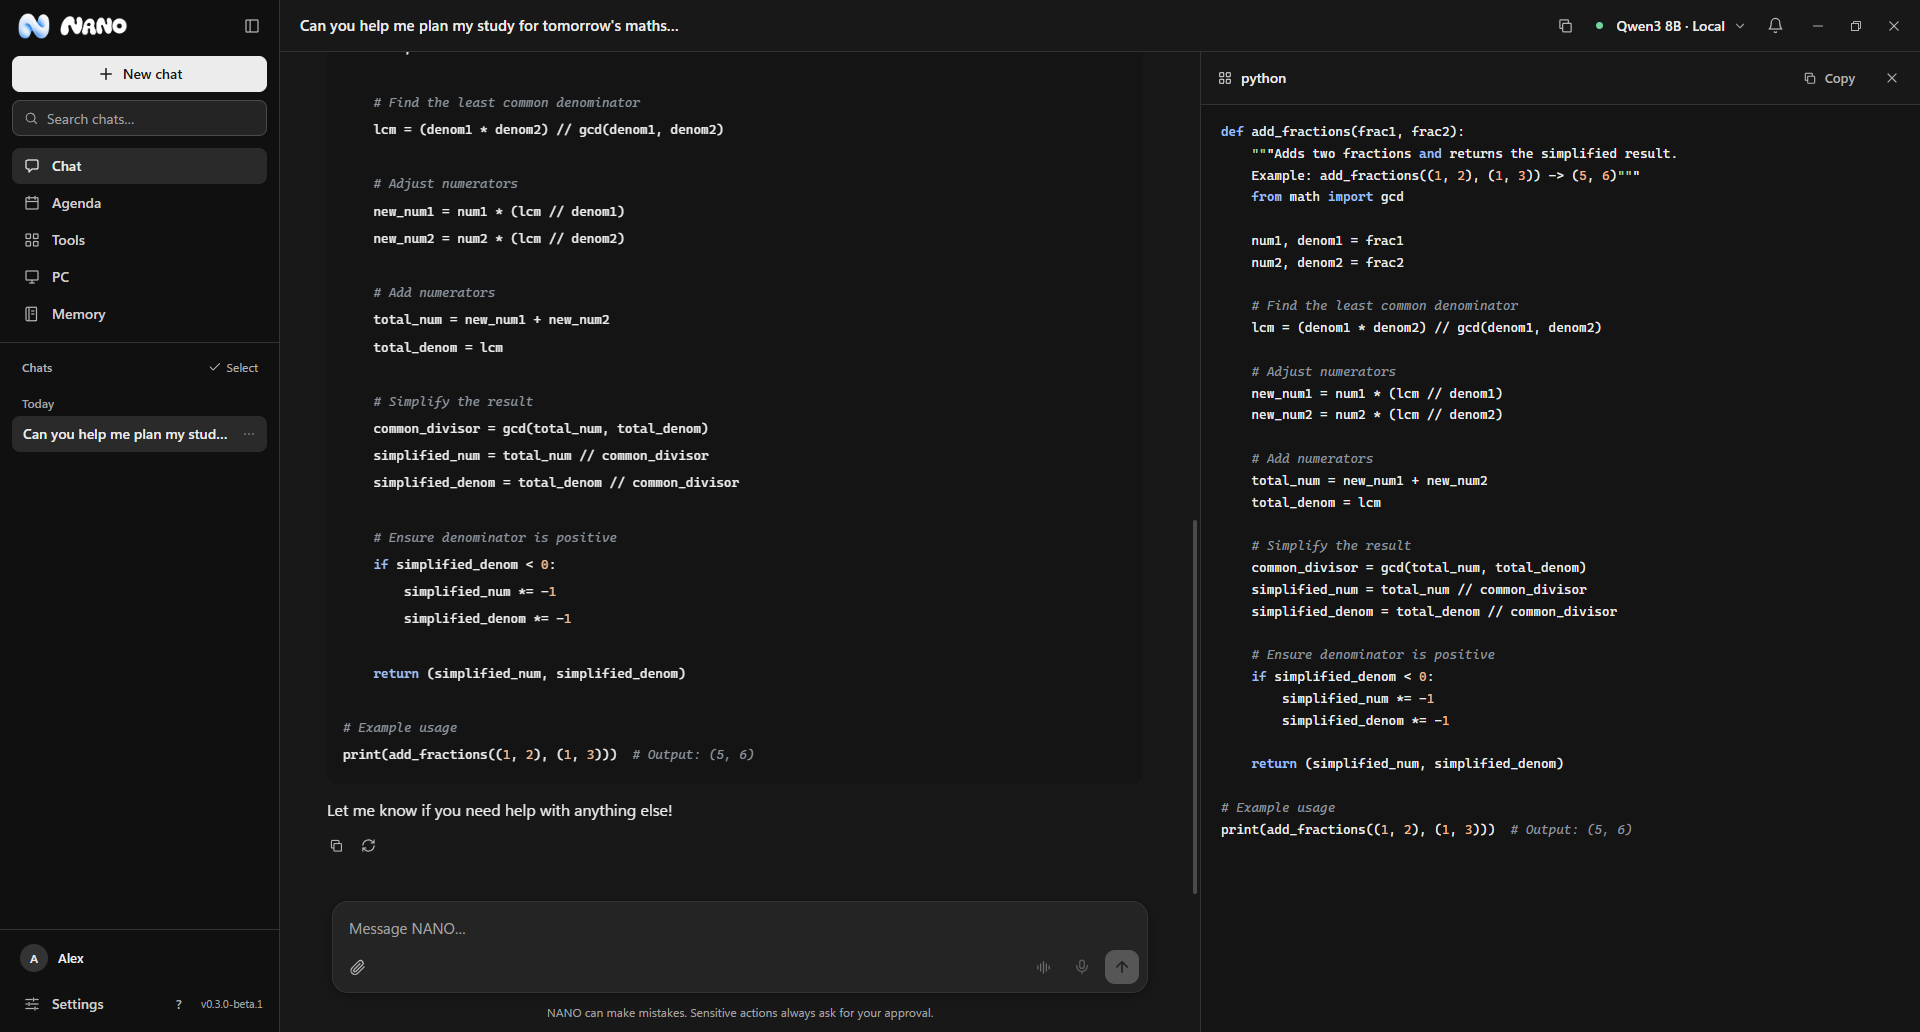 NANO
Can you help me plan my study for tomorrow's maths...
Qwen3 8B · Local
New chat
Search chats...
Chat
Agenda
Tools
PC
Memory
Chats
Select
Today
Can you help me plan my stud...
Alex
A
Settings
?
v0.3.0-beta.1
# Find the least common denominator
lcm = (denom1 * denom2) // gcd(denom1, denom2)
# Adjust numerators
new_num1 = num1 * (lcm // denom1)
new_num2 = num2 * (lcm // denom2)
# Add numerators
total_num = new_num1 + new_num2
total_denom = lcm
# Simplify the result
common_divisor = gcd(total_num, total_denom)
simplified_num = total_num // common_divisor
simplified_denom = total_denom // common_divisor
# Ensure denominator is positive
if simplified_denom < 0:
simplified_num *= -1
simplified_denom *= -1
return (simplified_num, simplified_denom)
# Example usage
print(add_fractions((1, 2), (1, 3))) # Output: (5, 6)
Let me know if you need help with anything else!
Message NANO...
NANO can make mistakes. Sensitive actions always ask for your approval.
python
Copy
def add_fractions(frac1, frac2):
"""Adds two fractions and returns the simplified result.
Example: add_fractions((1, 2), (1, 3)) -> (5, 6)"""
from math import gcd
num1, denom1 = frac1
num2, denom2 = frac2
# Find the least common denominator
lcm = (denom1 * denom2) // gcd(denom1, denom2)
# Adjust numerators
new_num1 = num1 * (lcm // denom1)
new_num2 = num2 * (lcm // denom2)
# Add numerators
total_num = new_num1 + new_num2
total_denom = lcm
# Simplify the result
common_divisor = gcd(total_num, total_denom)
simplified_num = total_num // common_divisor
simplified_denom = total_denom // common_divisor
# Ensure denominator is positive
if simplified_denom < 0:
simplified_num *= -1
simplified_denom *= -1
return (simplified_num, simplified_denom)
# Example usage
print(add_fractions((1, 2), (1, 3))) # Output: (5, 6)